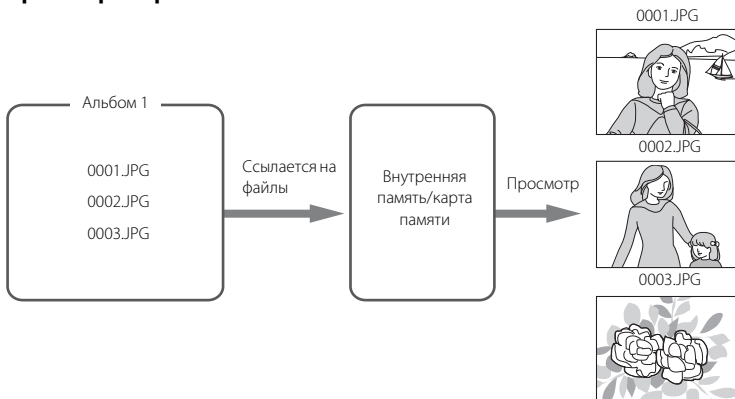 Альбом 1
0001.JPG
0002.JPG
0003.JPG
Ссылается на
файлы
Внутренняя
память/карта
памяти
Просмотр
0001.JPG
0002.JPG
0003.JPG